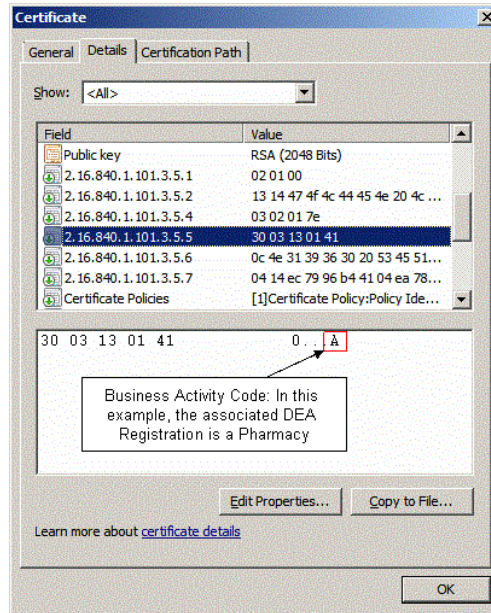 Certificate
General Details Certification Path
Show: <All>
Field Value
Public key RSA (2048 Bits)
2.16.840.1.101.3.5.1 02 01 00
2.16.840.1.101.3.5.2 13 14 47 4f 4c 44 45 4e 20 4c ...
2.16.840.1.101.3.5.4 03 02 01 7e
2.16.840.1.101.3.5.5 30 03 13 01 41
2.16.840.1.101.3.5.6 0c 4e 31 39 36 30 20 53 45 51...
2.16.840.1.101.3.5.7 04 14 ec 79 96 b4 41 04 ea 78...
Certificate Policies [1]Certificate Policy:Policy Ide...
30 03 13 01 41 0...A
Business Activity Code: In this
example, the associated DEA
Registration is a Pharmacy
Edit Properties... Copy to File...
Learn more about certificate details
OK